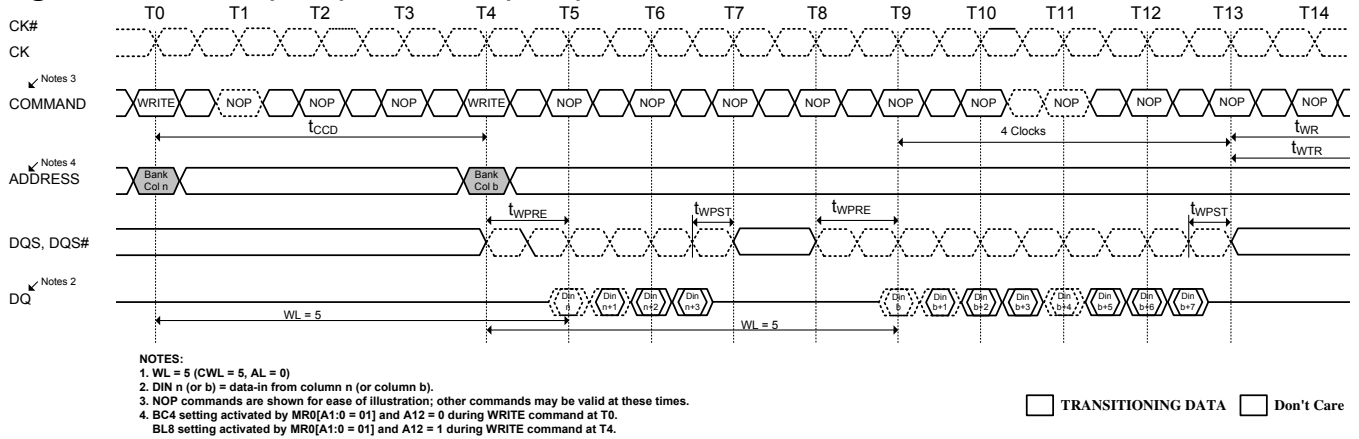 T0 T1 T2 T3 T4 T5 T6 T7 T8 T9 T10 T11 T12 T13 T14
CK#
CK
Notes 3
COMMAND
WRITE NOP NOP NOP WRITE NOP NOP NOP NOP NOP NOP NOP NOP NOP NOP
tCCD
4 Clocks
tWR
tWTR
Notes 4
ADDRESS
Bank
Col n
Bank
Col b
tWPRE tWPST tWPRE tWPST
DQS, DQS#
Notes 2
DQ
Din
n
Din
n+1
Din
n+2
Din
n+3
Din
b
Din
b+1
Din
b+2
Din
b+3
Din
b+4
Din
b+5
Din
b+6
Din
b+7
WL = 5
WL = 5
NOTES:
1. WL = 5 (CWL = 5, AL = 0)
2. DIN n (or b) = data-in from column n (or column b).
3. NOP commands are shown for ease of illustration; other commands may be valid at these times.
4. BC4 setting activated by MR0[A1:0 = 01] and A12 = 0 during WRITE command at T0.
BL8 setting activated by MR0[A1:0 = 01] and A12 = 1 during WRITE command at T4.
TRANSITIONING DATA Don't Care